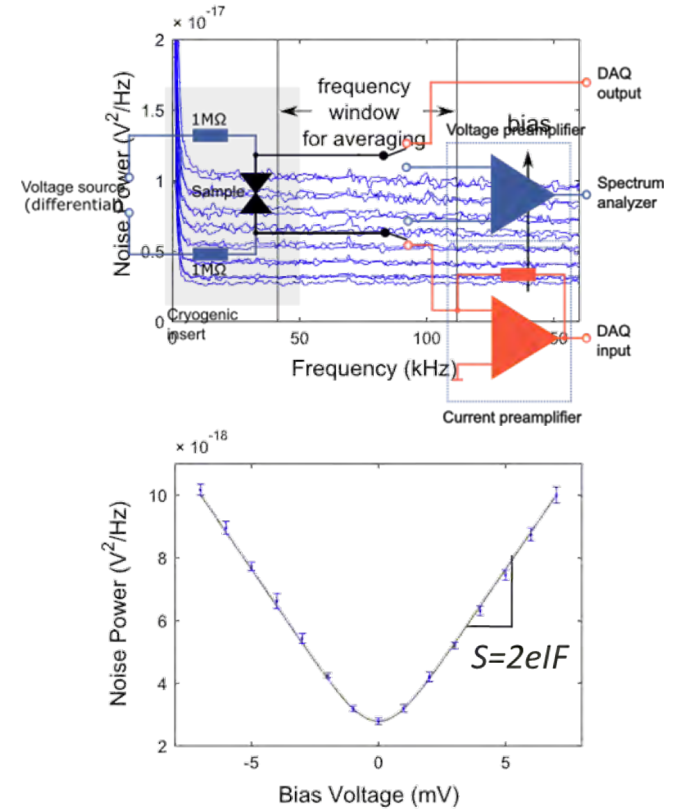 × 10⁻¹⁷
2
1.5
1
0.5
0
Noise Power (V²/Hz)
frequency
window
for averaging
bias
1MΩ
Voltage source
(differential)
Sample
1MΩ
Cryogenic
insert
DAQ
output
Voltage preamplifier
Spectrum
analyzer
DAQ
input
Current preamplifier
0
50
100
50
Frequency (kHz)
× 10⁻¹⁸
10
8
6
4
2
Noise Power (V²/Hz)
S=2eIF
-5
0
5
Bias Voltage (mV)